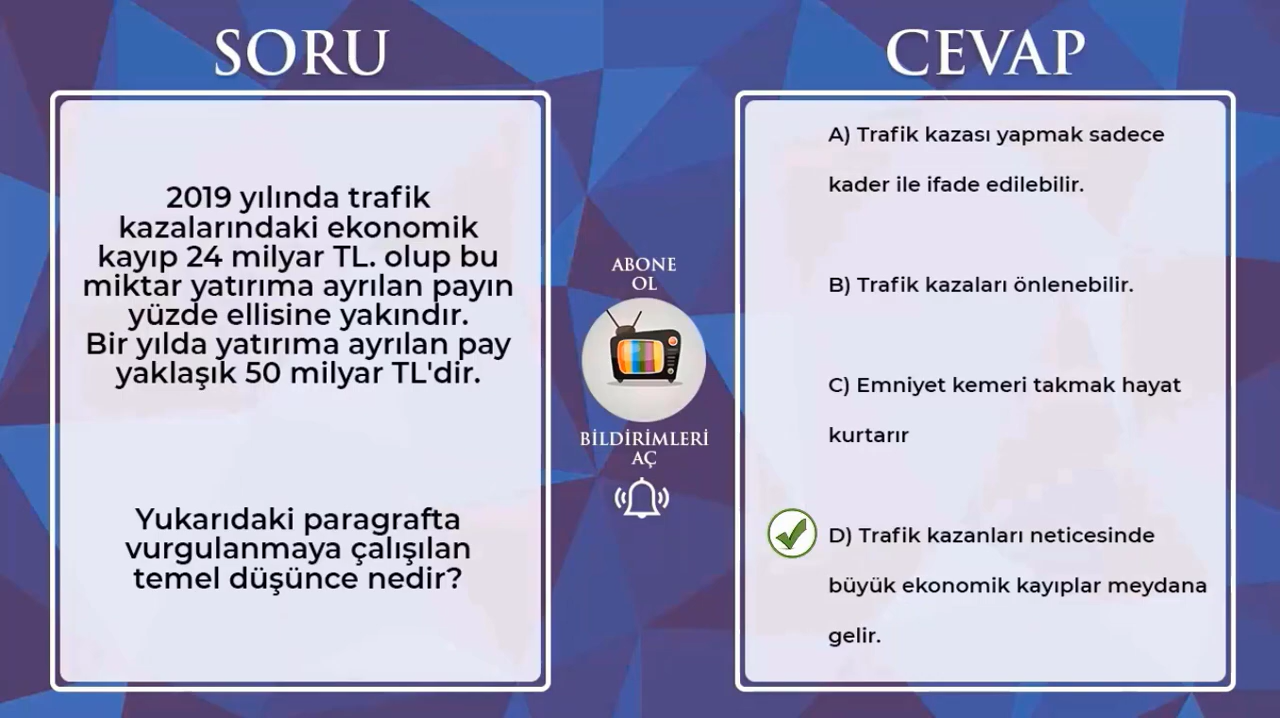 SORU
2019 yılında trafik
kazalarındaki ekonomik
kayıp 24 milyar TL. olup bu
miktar yatırıma ayrılan payın
yüzde ellisine yakındır.
Bir yılda yatırıma ayrılan pay
yaklaşık 50 milyar TL'dir.
Yukarıdaki paragrafta
vurgulanmaya çalışılan
temel düşünce nedir?
ABONE
OL
BİLDİRİMLERİ
AÇ
CEVAP
A) Trafik kazası yapmak sadece
kader ile ifade edilebilir.
B) Trafik kazaları önlenebilir.
C) Emniyet kemeri takmak hayat
kurtarır
D) Trafik kazanları neticesinde
büyük ekonomik kayıplar meydana
gelir.